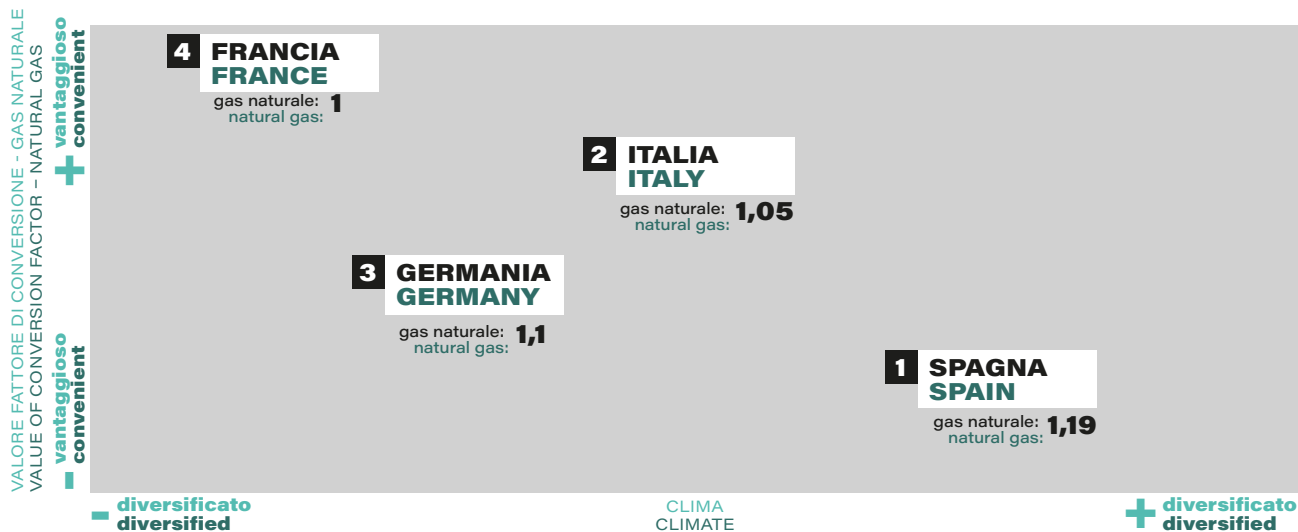 VALORE FATTORE DI CONVERSIONE - GAS NATURALE
VALUE OF CONVERSION FACTOR – NATURAL GAS
+ vantaggioso
convenient
- vantaggioso
convenient
4 FRANCIA
FRANCE
gas naturale: 1
natural gas:
2 ITALIA
ITALY
gas naturale: 1,05
natural gas:
3 GERMANIA
GERMANY
gas naturale: 1,1
natural gas:
1 SPAGNA
SPAIN
gas naturale: 1,19
natural gas:
- diversificato
diversified
CLIMA
CLIMATE
+ diversificato
diversified